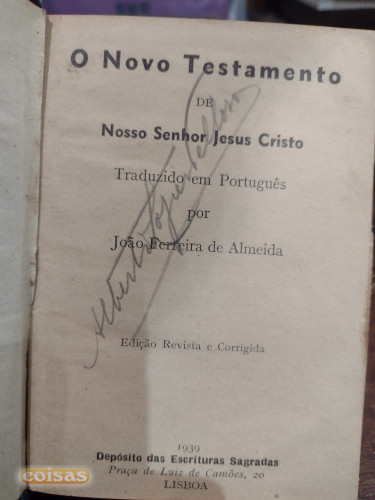 O Novo Testamento
DE
Nosso Senhor Jesus Cristo
Traduzido em Português
por
João Ferreira de Almeida
Alberto
Edição Revista e Corrigida
1939
Depósito das Escrituras Sagradas
Praça de Luiz de Camões, 20
LISBOA
coisas